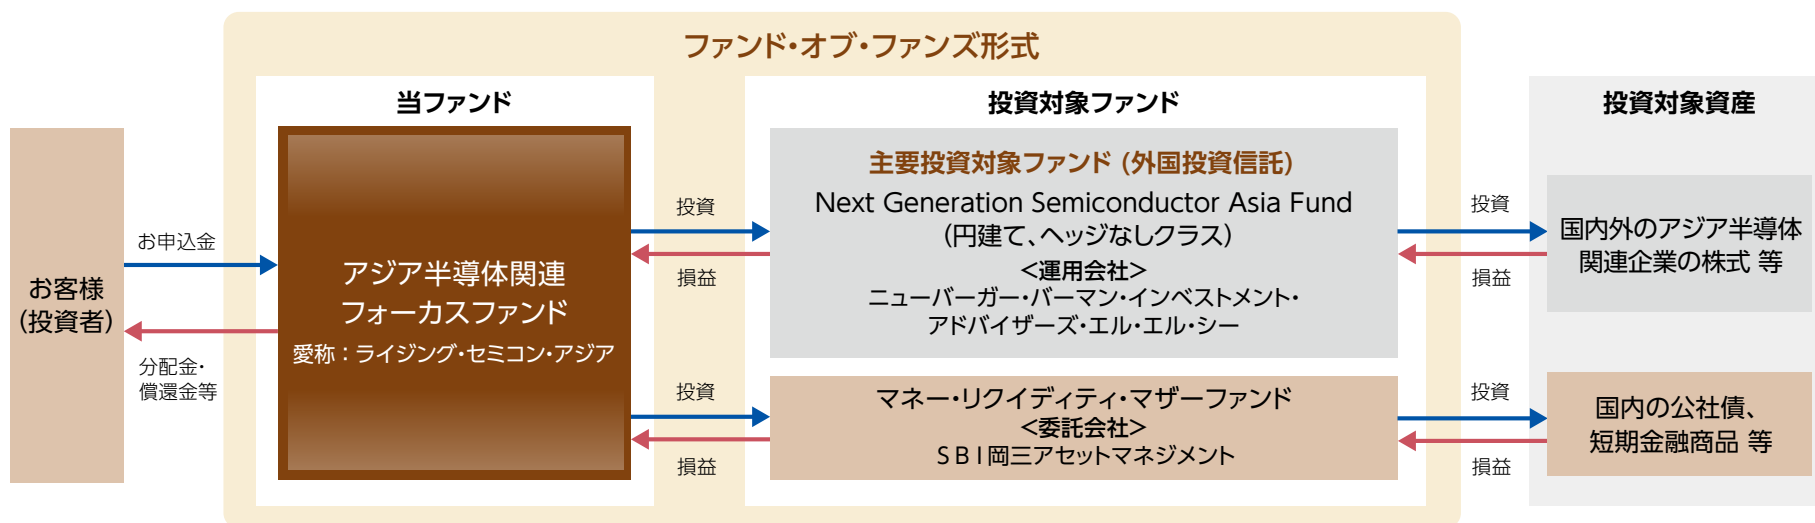 ファンド・オブ・ファンズ形式
お客様
（投資者）
お申込金
分配金・
償還金等
当ファンド
アジア半導体関連
フォーカスファンド
愛称：ライジング・セミコン・アジア
投資
損益
投資
損益
投資対象ファンド
主要投資対象ファンド (外国投資信託)
Next Generation Semiconductor Asia Fund
（円建て、ヘッジなしクラス）
<運用会社>
ニューバーガー・バーマン・インベストメント・
アドバイザーズ・エル・エル・シー
マネー・リクイディティ・マザーファンド
<委託会社>
ＳＢＩ岡三アセットマネジメント
投資
損益
投資
損益
投資対象資産
国内外のアジア半導体
関連企業の株式 等
国内の公社債、
短期金融商品 等